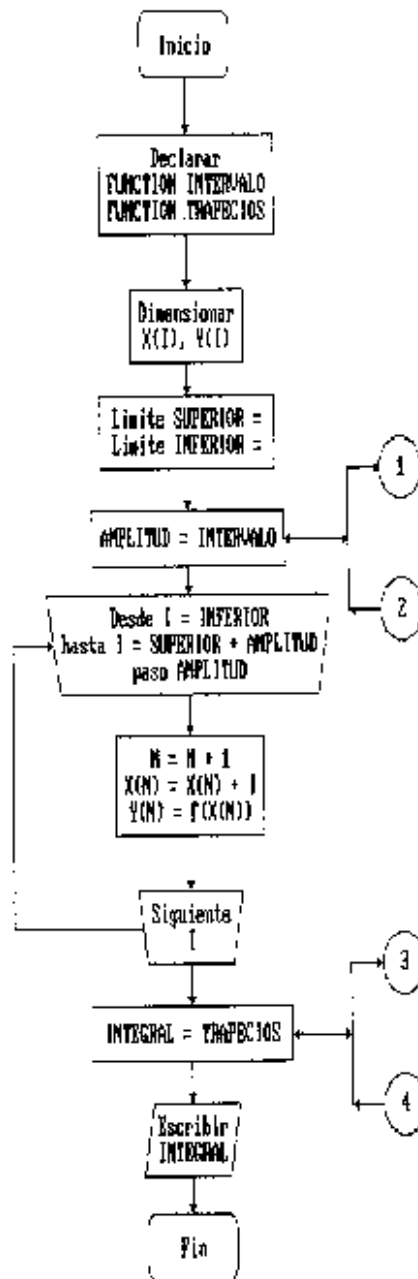 Inicio
Declarar
FUNCTION INTERVALO
FUNCTION TRAPECIOS
Dimensionar
X(I), Y(I)
Limite SUPERIOR =
Limite INFERIOR =
1
AMPLITUD = INTERVALO
2
Desde I = INFERIOR
hasta I = SUPERIOR + AMPLITUD
paso AMPLITUD
N = N + 1
X(N) = X(N) + I
Y(N) = f(X(N))
Siguiente
I
3
INTEGRAL = TRAPECIOS
4
Escribir
INTEGRAL
Fin